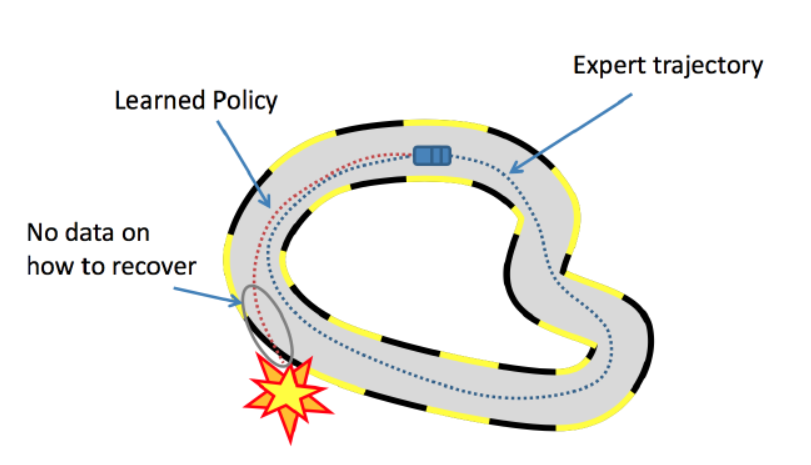 Expert trajectory
Learned Policy
No data on
how to recover